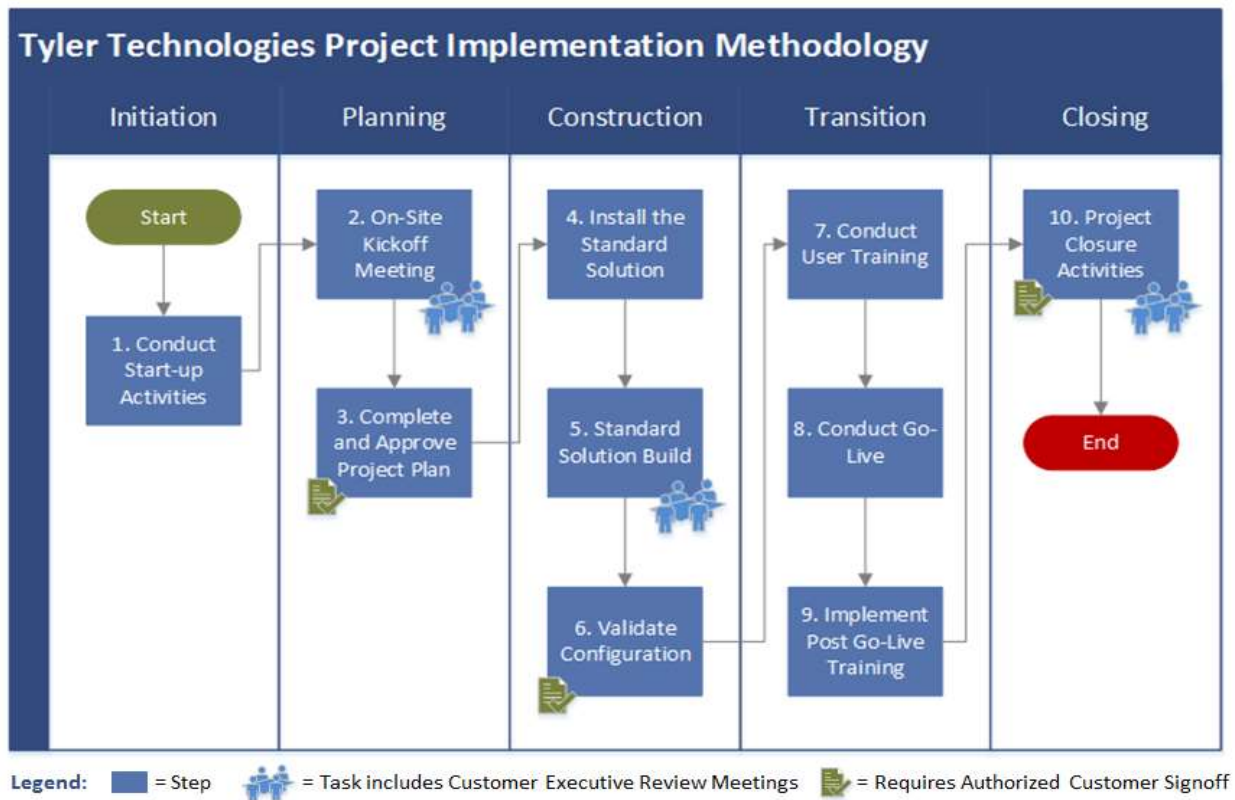 Tyler Technologies Project Implementation Methodology
Initiation
Planning
Construction
Transition
Closing
Start
1. Conduct
Start-up
Activities
2. On-Site
Kickoff
Meeting
3. Complete
and Approve
Project Plan
4. Install the
Standard
Solution
5. Standard
Solution Build
6. Validate
Configuration
7. Conduct
User Training
8. Conduct Go-
Live
9. Implement
Post Go-Live
Training
10. Project
Closure
Activities
End
Legend: = Step = Task includes Customer Executive Review Meetings = Requires Authorized Customer Signoff